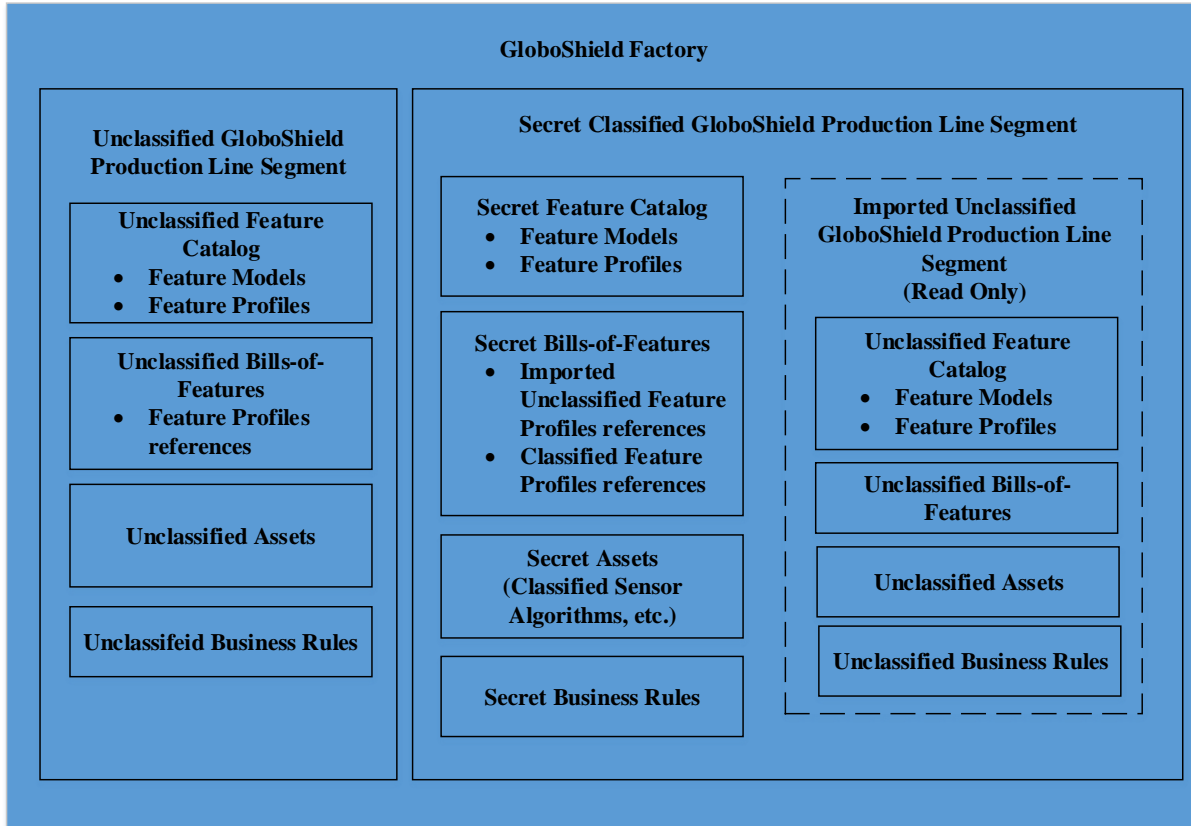 GloboShield Factory
Unclassified GloboShield
Production Line Segment
Unclassified Feature
Catalog
• Feature Models
• Feature Profiles
Unclassified Bills-of-
Features
• Feature Profiles
references
Unclassified Assets
Unclassifeid Business Rules
Secret Classified GloboShield Production Line Segment
Secret Feature Catalog
• Feature Models
• Feature Profiles
Secret Bills-of-Features
• Imported
Unclassified Feature
Profiles references
• Classified Feature
Profiles references
Secret Assets
(Classified Sensor
Algorithms, etc.)
Secret Business Rules
Imported Unclassified
GloboShield Production Line
Segment
(Read Only)
Unclassified Feature
Catalog
• Feature Models
• Feature Profiles
Unclassified Bills-of-
Features
Unclassified Assets
Unclassified Business Rules